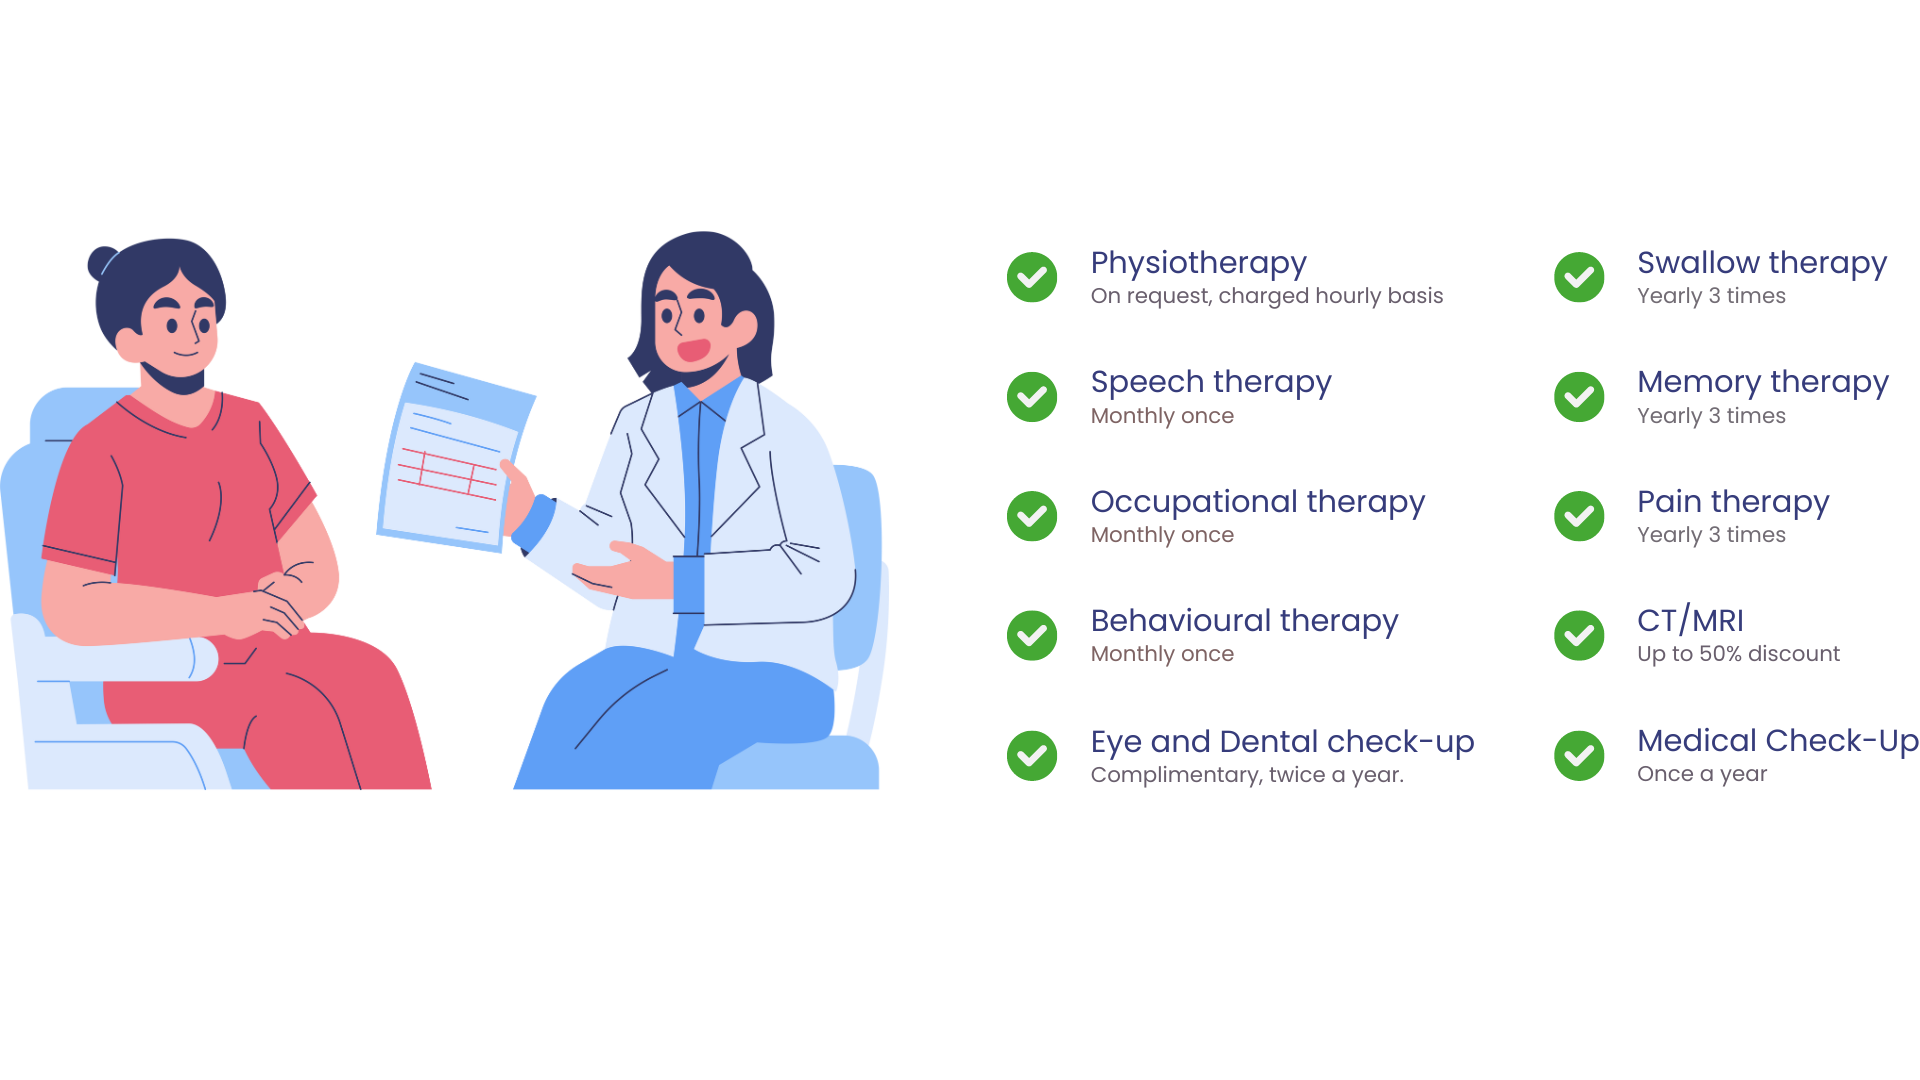 Physiotherapy
On request, charged hourly basis
Speech therapy
Monthly once
Occupational therapy
Monthly once
Behavioural therapy
Monthly once
Eye and Dental check-up
Complimentary, twice a year.
Swallow therapy
Yearly 3 times
Memory therapy
Yearly 3 times
Pain therapy
Yearly 3 times
CT/MRI
Up to 50% discount
Medical Check-Up
Once a year